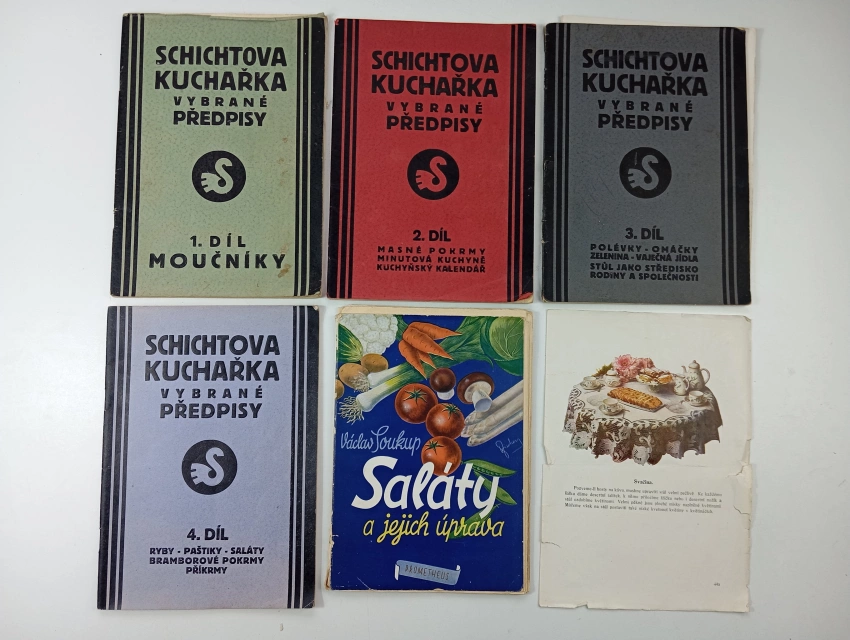 SCHICHTOVA
KUCHAŘKA
VYBRANÉ
PŘEDPISY
1. DÍL
MOUČNÍKY
SCHICHTOVA
KUCHAŘKA
VYBRANÉ
PŘEDPISY
2. DÍL
MASNÉ POKRMY
MINUTOVÁ KUCHYNĚ
KUCHYŇSKÝ KALENDÁŘ
SCHICHTOVA
KUCHAŘKA
VYBRANÉ
PŘEDPISY
3. DÍL
POLÉVKY - OMÁČKY
ZELENINA - VAJEČNÁ JÍDLA
STŮL JAKO STŘEDISKO
RODINY A SPOLEČNOSTI
SCHICHTOVA
KUCHAŘKA
VYBRANÉ
PŘEDPISY
4. DÍL
RYBY - PAŠTIKY - SALÁTY
BRAMBOROVÉ POKRMY
PŘÍKRMY
Václav Soukup
Saláty
a jejich úprava
PROMETHEUS
Svačina.